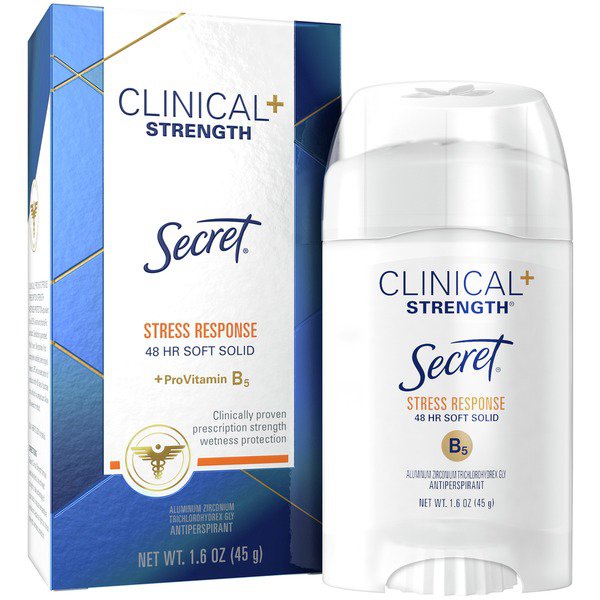 CLINICAL+
STRENGTH
Secret®
STRESS RESPONSE
48 HR SOFT SOLID
+ProVitamin B5
Clinically proven
prescription strength
wetness protection
ALUMINUM ZIRCONIUM
TRICHLOROHYDREX GLY
ANTIPERSPIRANT
NET WT. 1.6 OZ (45 g)
CLINICAL+
STRENGTH®
Secret®
STRESS RESPONSE
48 HR SOFT SOLID
B5
ALUMINUM ZIRCONIUM TRICHLOROHYDREX GLY
ANTIPERSPIRANT
NET WT. 1.6 OZ (45 g)